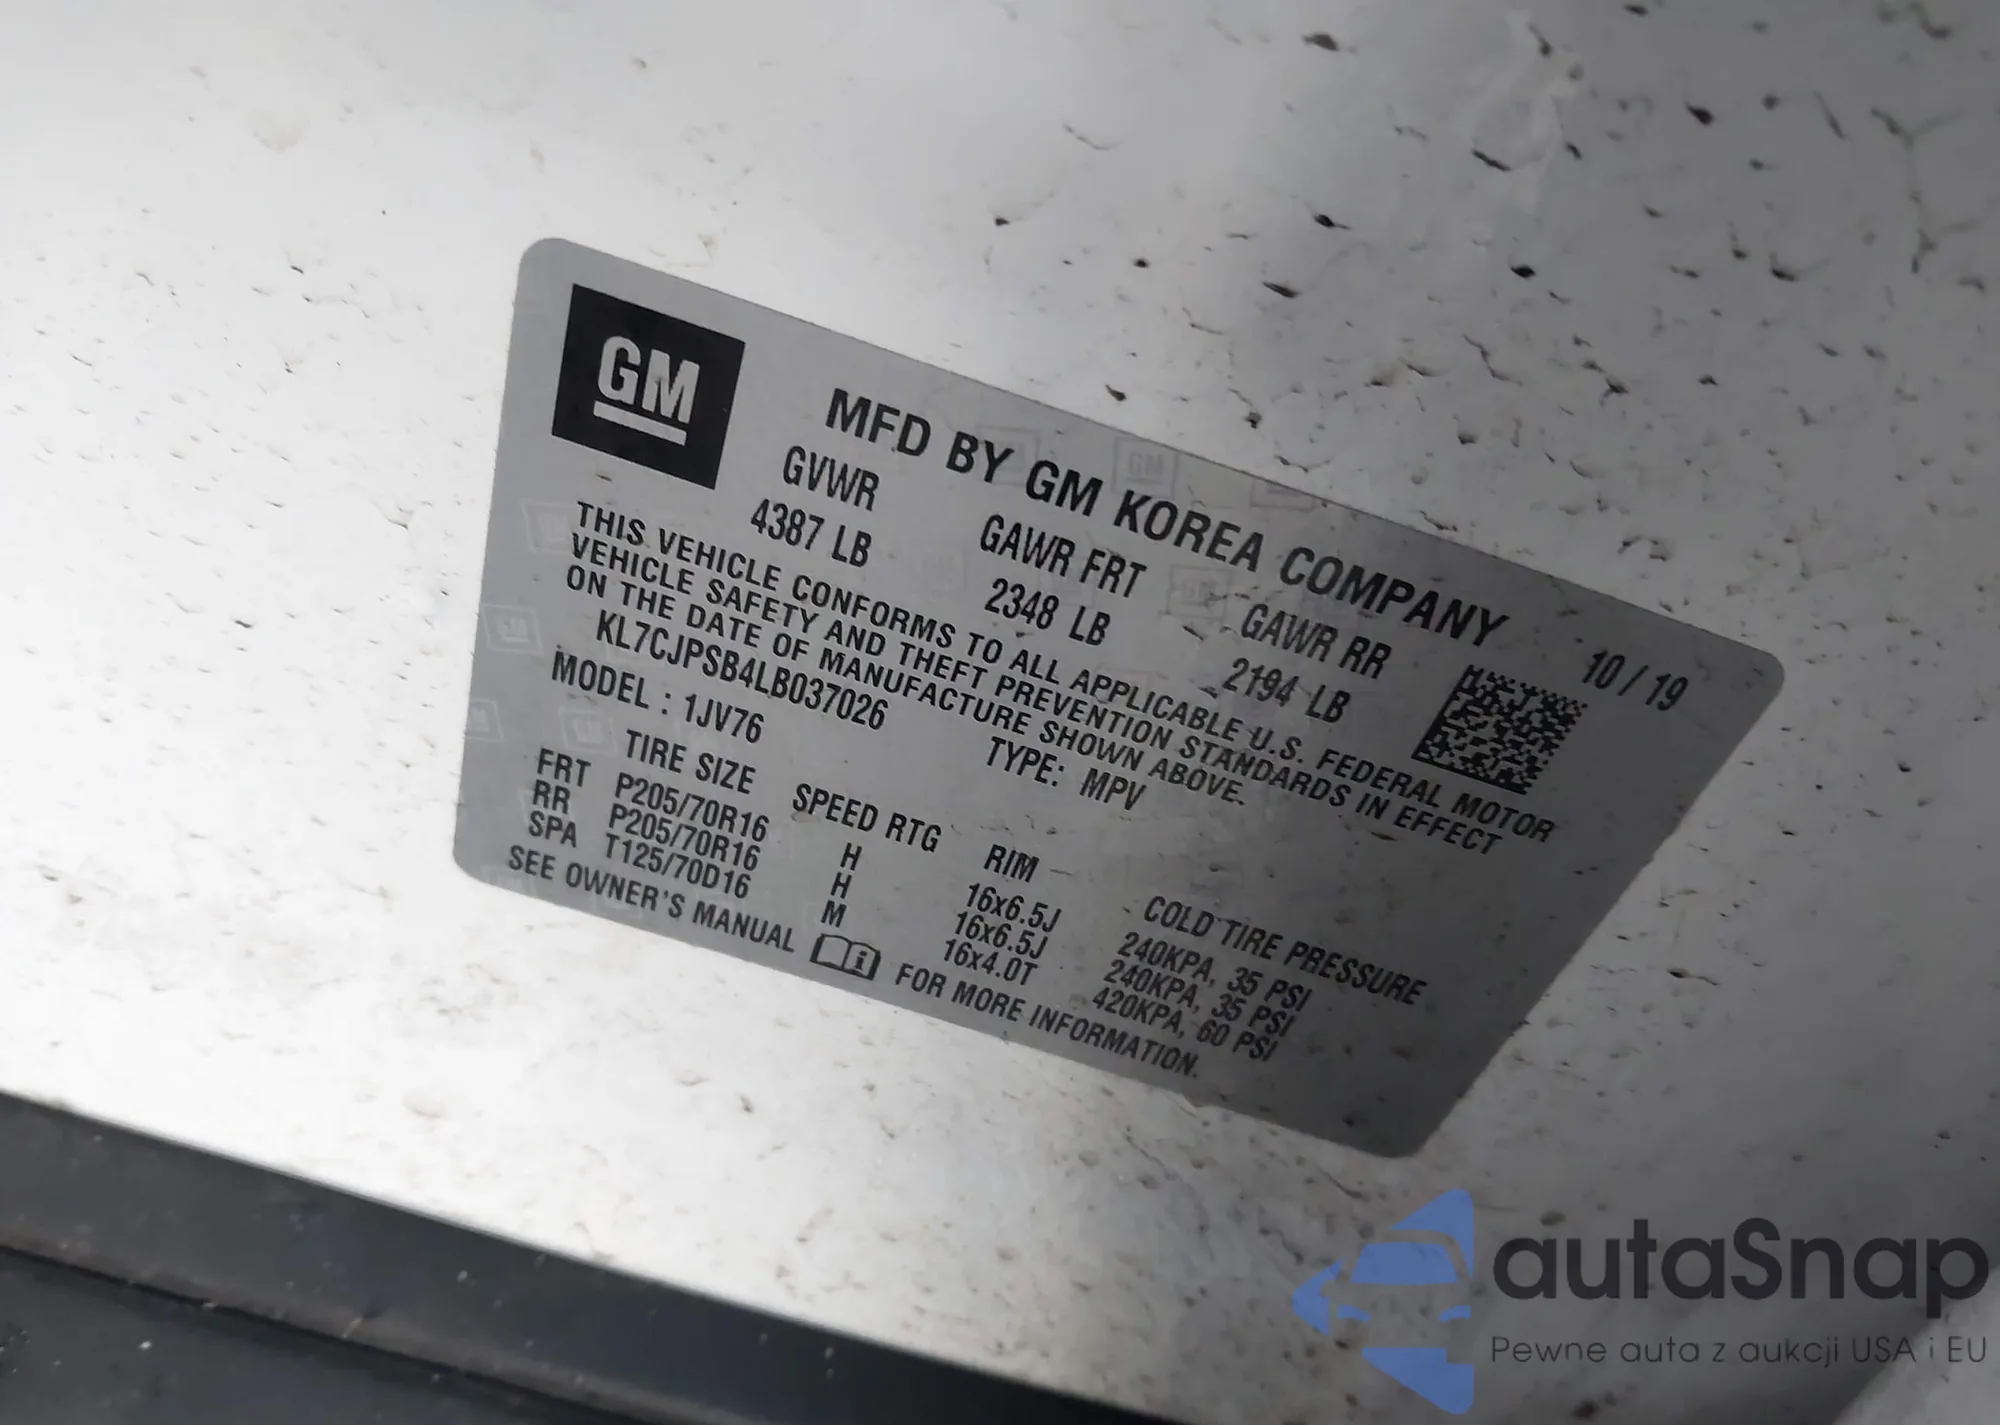 GM
MFD BY GM KOREA COMPANY 10 / 19
GVWR GAWR FRT GAWR RR
4387 LB 2348 LB 2194 LB
THIS VEHICLE CONFORMS TO ALL APPLICABLE U.S. FEDERAL MOTOR
VEHICLE SAFETY AND THEFT PREVENTION STANDARDS IN EFFECT
ON THE DATE OF MANUFACTURE SHOWN ABOVE.
KL7CJPSB4LB037026 TYPE: MPV
MODEL : 1JV76
TIRE SIZE SPEED RTG RIM COLD TIRE PRESSURE
FRT P205/70R16 H 16x6.5J 240KPA, 35 PSI
RR P205/70R16 H 16x6.5J 240KPA, 35 PSI
SPA T125/70D16 M 16x4.0T 420KPA, 60 PSI
SEE OWNER'S MANUAL FOR MORE INFORMATION.
autaSnap
Pewne auta z aukcji USA i EU